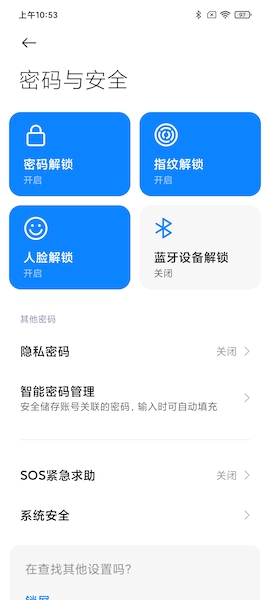 上午10:53
97
密码与安全
密码解锁
开启
指纹解锁
开启
人脸解锁
开启
蓝牙设备解锁
关闭
其他密码
隐私密码
关闭
智能密码管理
安全储存账号关联的密码，输入时可自动填充
SOS紧急求助
关闭
系统安全
在查找其他设置吗？
锁屏